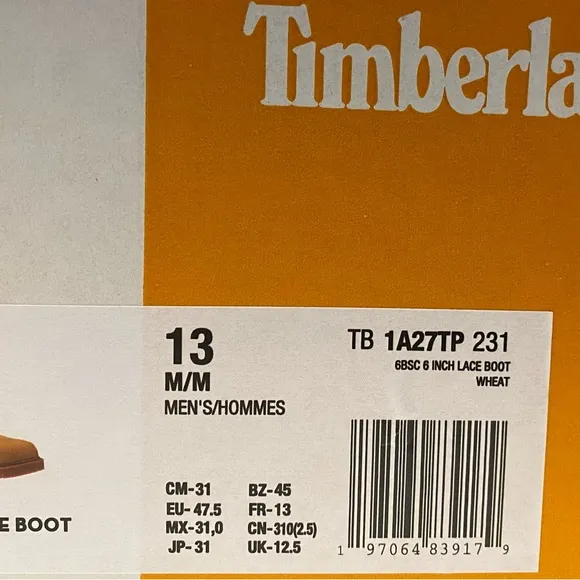 Timberla
13
M/M
MEN'S/HOMMES
TB 1A27TP 231
6BSC 6 INCH LACE BOOT
WHEAT
CM-31 BZ-45
EU-47.5 FR-13
MX-31,0 CN-310(2.5)
JP-31 UK-12.5
E BOOT
1 97064 83917 9